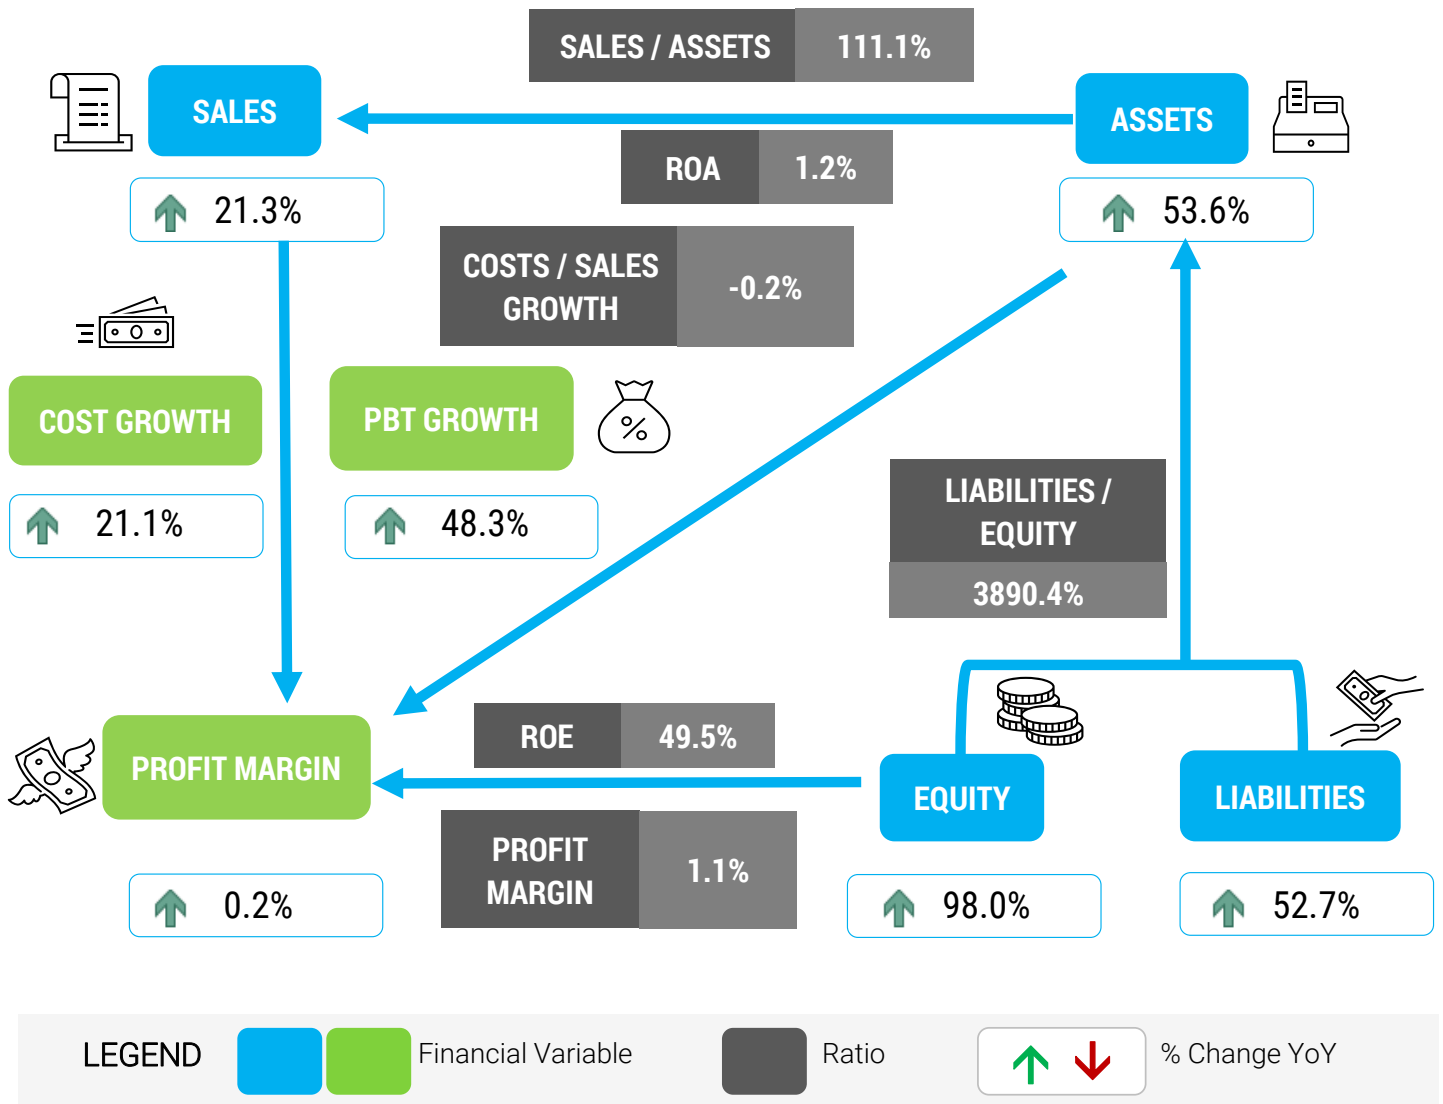 SALES / ASSETS 111.1%
SALES
ASSETS
ROA 1.2%
21.3%
53.6%
COSTS / SALES
GROWTH
-0.2%
COST GROWTH
PBT GROWTH
21.1%
48.3%
LIABILITIES /
EQUITY
3890.4%
ROE 49.5%
PROFIT MARGIN
EQUITY
LIABILITIES
PROFIT
MARGIN
1.1%
0.2%
98.0%
52.7%
LEGEND Financial Variable Ratio % Change YoY